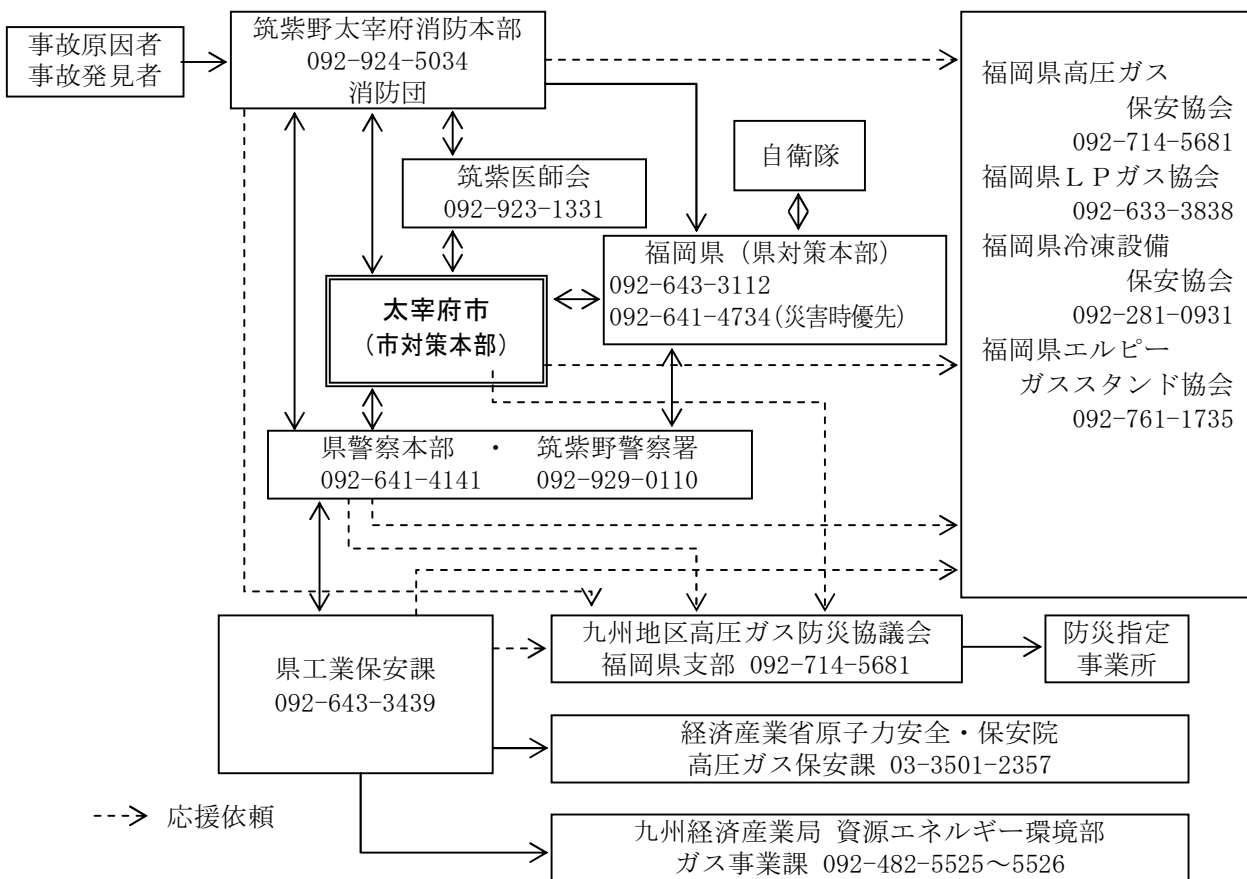 事故原因者
事故発見者
筑紫野太宰府消防本部
092-924-5034
消防団
筑紫医師会
092-923-1331
自衛隊
福岡県（県対策本部）
092-643-3112
092-641-4734(災害時優先)
太宰府市
（市対策本部）
県警察本部　・　筑紫野警察署
092-641-4141　092-929-0110
福岡県高圧ガス
保安協会
092-714-5681
福岡県ＬＰガス協会
092-633-3838
福岡県冷凍設備
保安協会
092-281-0931
福岡県エルピー
ガススタンド協会
092-761-1735
県工業保安課
092-643-3439
九州地区高圧ガス防災協議会
福岡県支部 092-714-5681
防災指定
事業所
経済産業省原子力安全・保安院
高圧ガス保安課 03-3501-2357
九州経済産業局 資源エネルギー環境部
ガス事業課 092-482-5525～5526
応援依頼